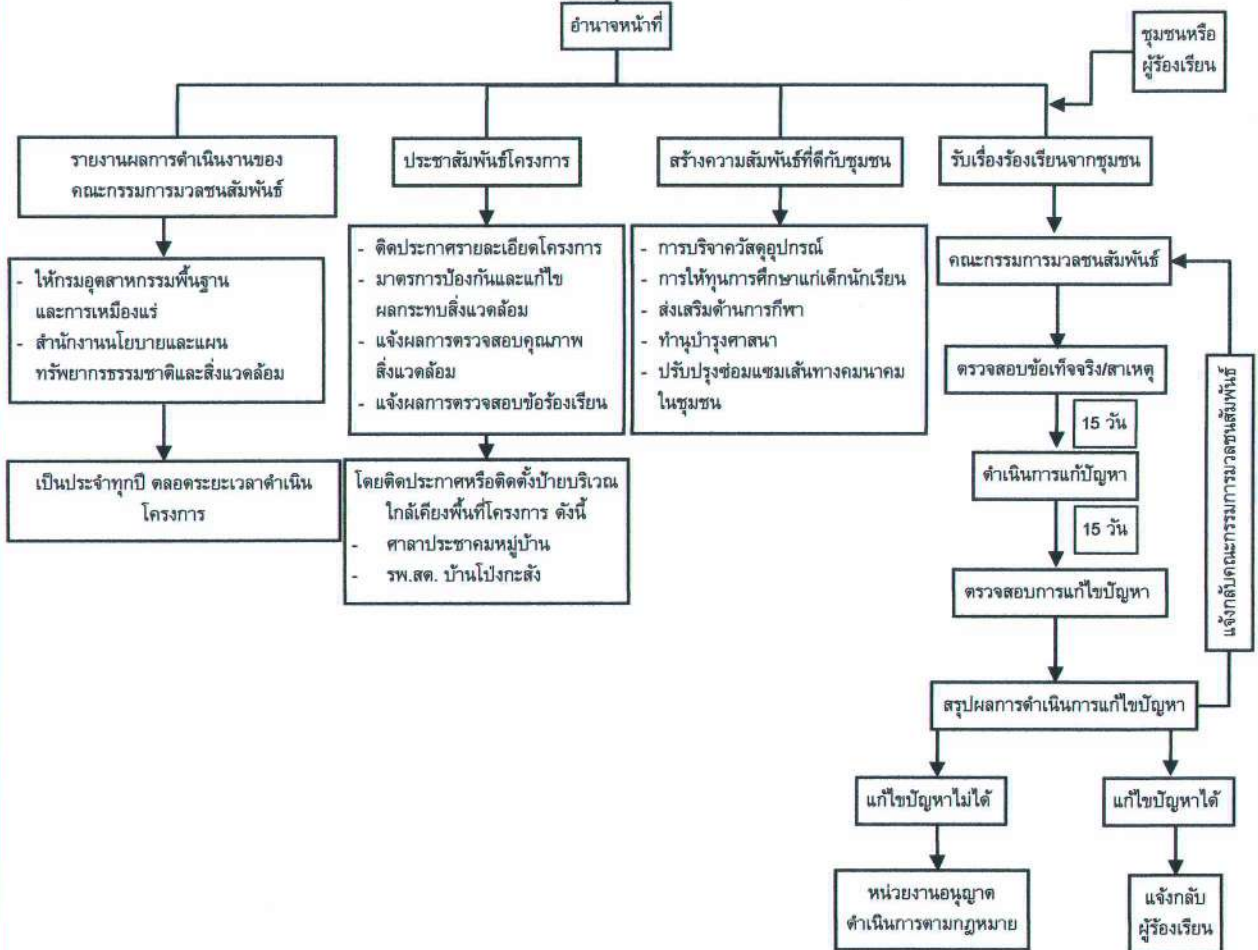 อำนาจหน้าที่
ชุมชนหรือ
ผู้ร้องเรียน
รายงานผลการดำเนินงานของ
คณะกรรมการมวลชนสัมพันธ์
ประชาสัมพันธ์โครงการ
สร้างความสัมพันธ์ที่ดีกับชุมชน
รับเรื่องร้องเรียนจากชุมชน
- ให้กรมอุตสาหกรรมพื้นฐาน
และการเหมืองแร่
- สำนักงานนโยบายและแผน
ทรัพยากรธรรมชาติและสิ่งแวดล้อม
เป็นประจำทุกปี ตลอดระยะเวลาดำเนิน
โครงการ
- ติดประกาศรายละเอียดโครงการ
- มาตรการป้องกันและแก้ไข
ผลกระทบสิ่งแวดล้อม
- แจ้งผลการตรวจสอบคุณภาพ
สิ่งแวดล้อม
- แจ้งผลการตรวจสอบข้อร้องเรียน
โดยติดประกาศหรือติดตั้งป้ายบริเวณ
ใกล้เคียงพื้นที่โครงการ ดังนี้
- ศาลาประชาคมหมู่บ้าน
- รพ.สต. บ้านโป่งกะสัง
- การบริจาควัสดุอุปกรณ์
- การให้ทุนการศึกษาแก่เด็กนักเรียน
- ส่งเสริมด้านการกีฬา
- ทำนุบำรุงศาสนา
- ปรับปรุงซ่อมแซมเส้นทางคมนาคม
ในชุมชน
คณะกรรมการมวลชนสัมพันธ์
ตรวจสอบข้อเท็จจริง/สาเหตุ
15 วัน
ดำเนินการแก้ปัญหา
15 วัน
ตรวจสอบการแก้ไขปัญหา
แจ้งกลับคณะกรรมการมวลชนสัมพันธ์
สรุปผลการดำเนินการแก้ไขปัญหา
แก้ไขปัญหาไม่ได้
แก้ไขปัญหาได้
หน่วยงานอนุญาต
ดำเนินการตามกฎหมาย
แจ้งกลับ
ผู้ร้องเรียน